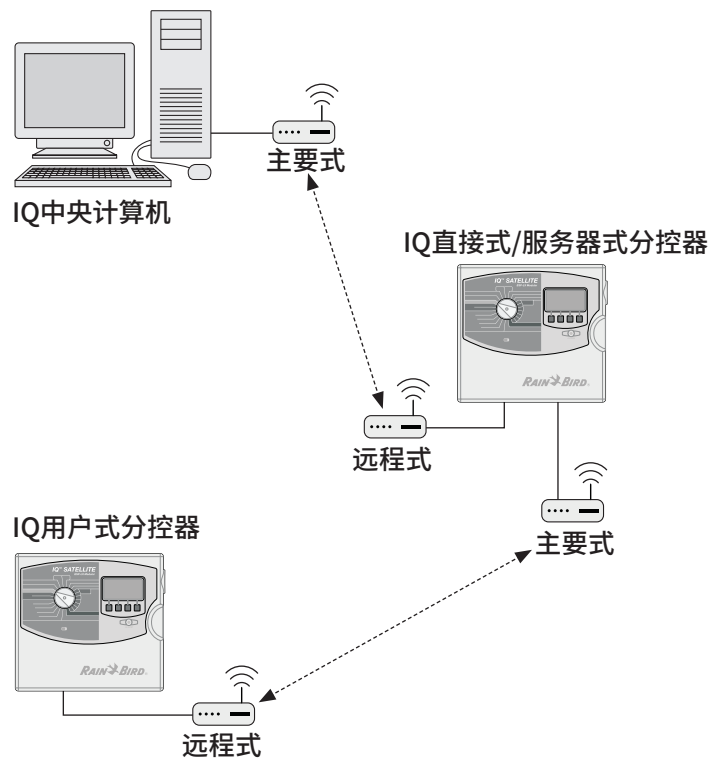 主要式
IQ中央计算机
IQ直接式/服务器式分控器
IQ™ SATELLITE
RAIN BIRD.
远程式
主要式
IQ用户式分控器
IQ™ SATELLITE
RAIN BIRD.
远程式